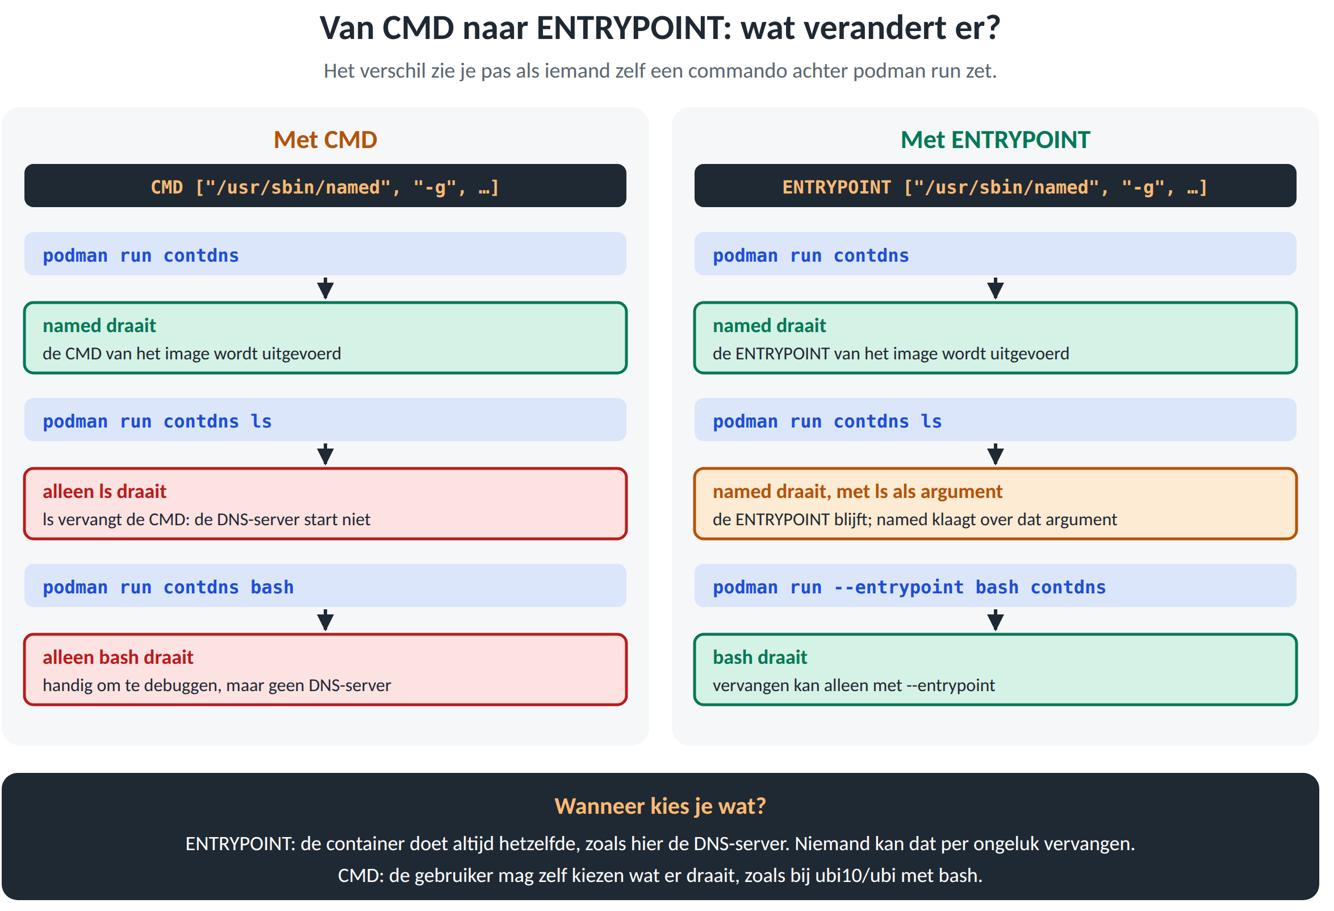 Van CMD naar ENTRYPOINT: wat verandert er?
Het verschil zie je pas als iemand zelf een commando achter podman run zet.
Met CMD
CMD ["/usr/sbin/named", "-g", …]
podman run contdns
named draait
de CMD van het image wordt uitgevoerd
podman run contdns ls
alleen ls draait
ls vervangt de CMD: de DNS-server start niet
podman run contdns bash
alleen bash draait
handig om te debuggen, maar geen DNS-server
Met ENTRYPOINT
ENTRYPOINT ["/usr/sbin/named", "-g", …]
podman run contdns
named draait
de ENTRYPOINT van het image wordt uitgevoerd
podman run contdns ls
named draait, met ls als argument
de ENTRYPOINT blijft; named klaagt over dat argument
podman run --entrypoint bash contdns
bash draait
vervangen kan alleen met --entrypoint
Wanneer kies je wat?
ENTRYPOINT: de container doet altijd hetzelfde, zoals hier de DNS-server. Niemand kan dat per ongeluk vervangen.
CMD: de gebruiker mag zelf kiezen wat er draait, zoals bij ubi10/ubi met bash.